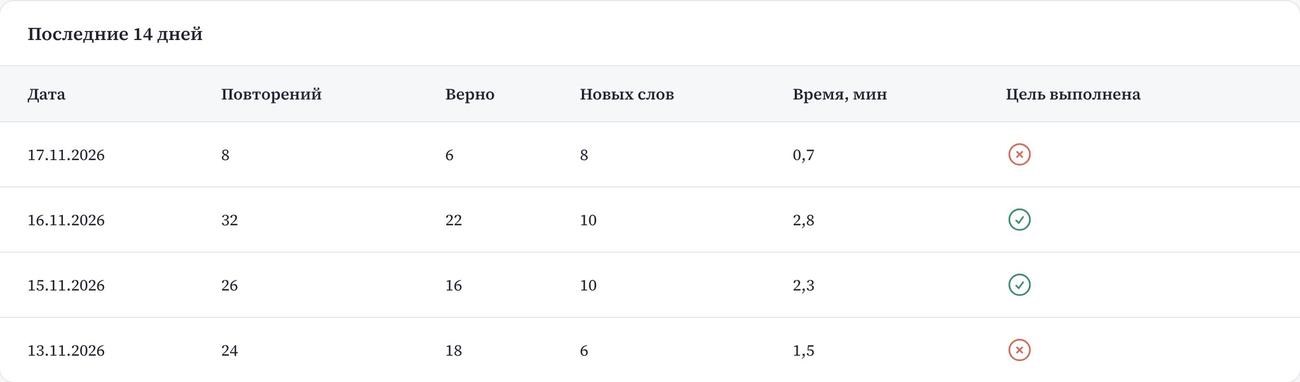 Последние 14 дней
Дата Повторений Верно Новых слов Время, мин Цель выполнена
17.11.2026 8 6 8 0,7
16.11.2026 32 22 10 2,8
15.11.2026 26 16 10 2,3
13.11.2026 24 18 6 1,5